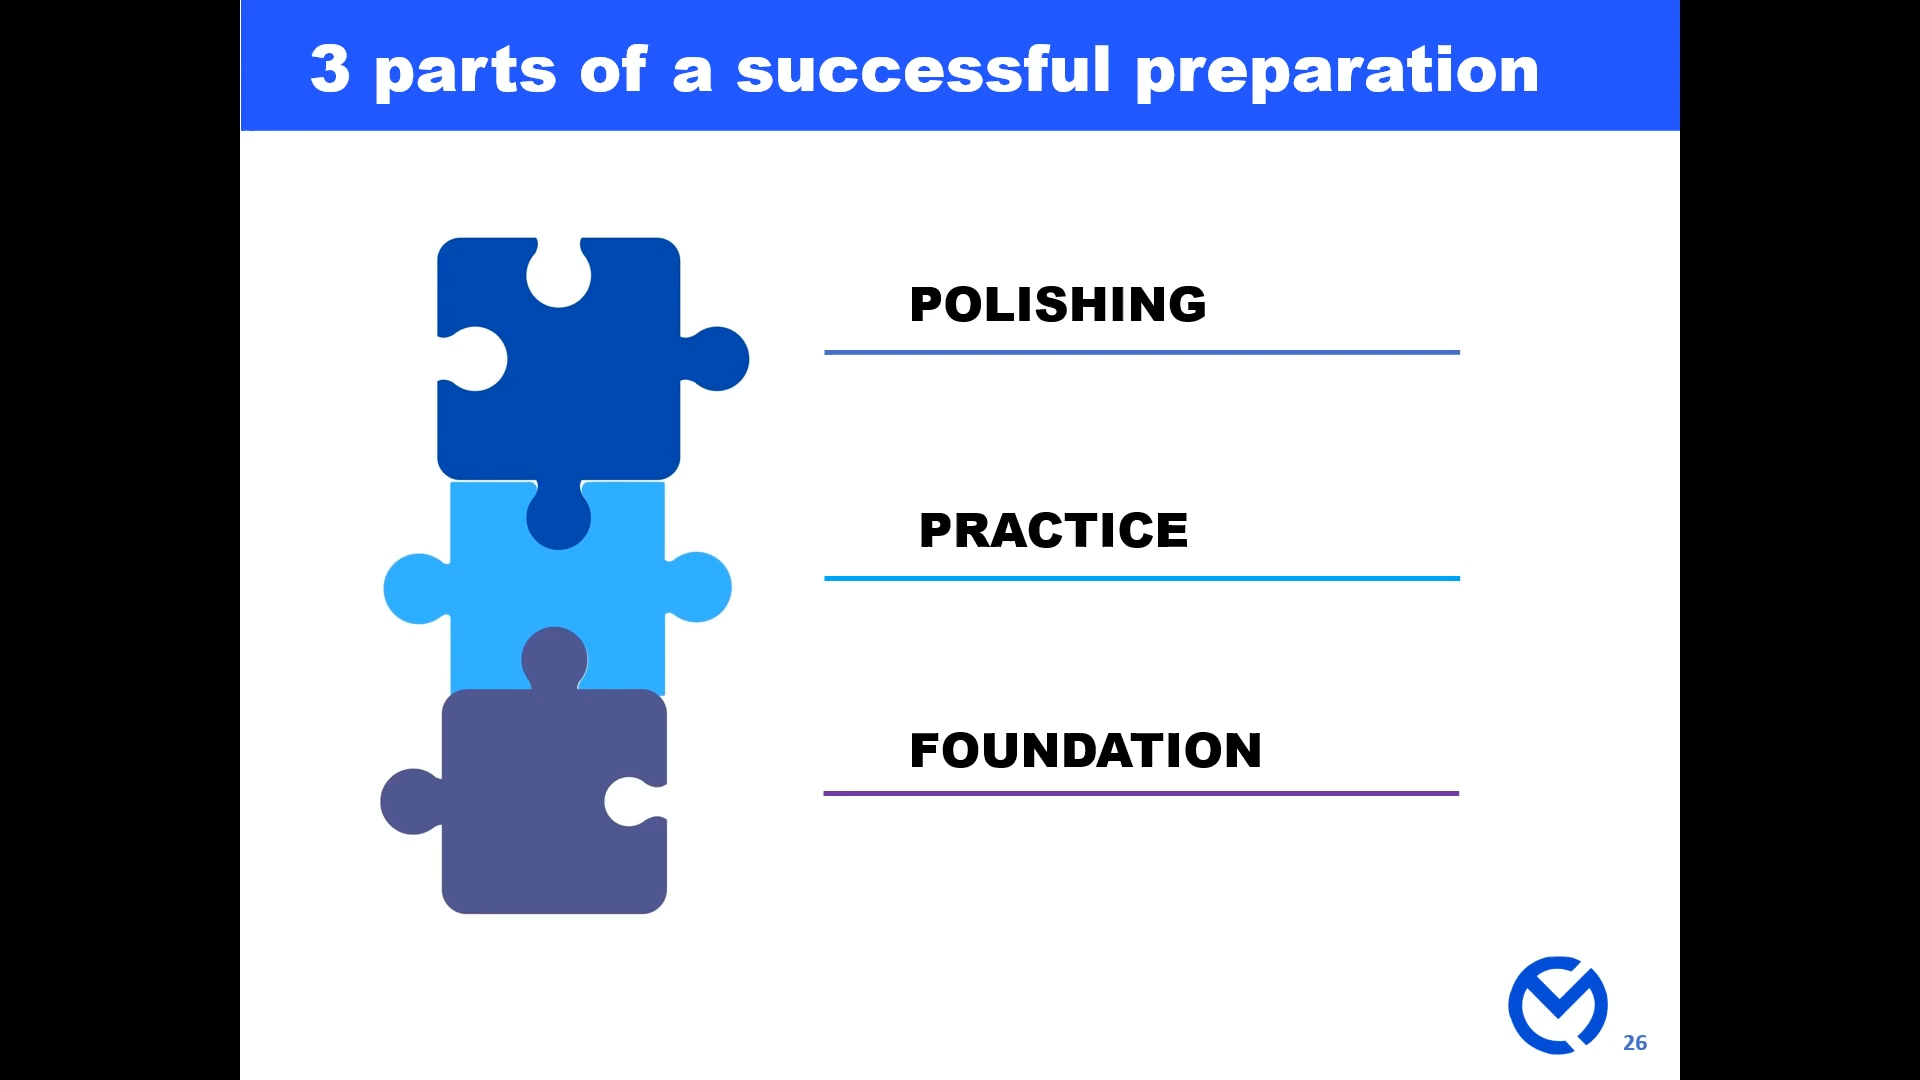 3 parts of a successful preparation
POLISHING
PRACTICE
FOUNDATION
26